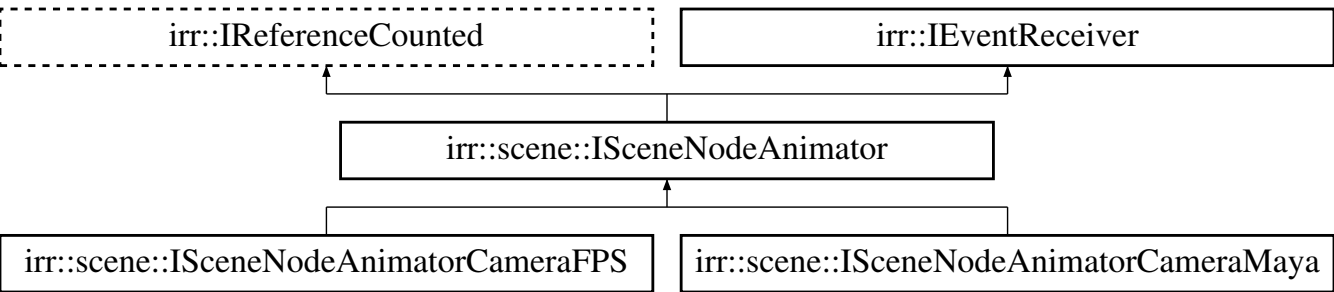 irr::IReferenceCounted
irr::IEventReceiver
irr::scene::ISceneNodeAnimator
irr::scene::ISceneNodeAnimatorCameraFPS
irr::scene::ISceneNodeAnimatorCameraMaya